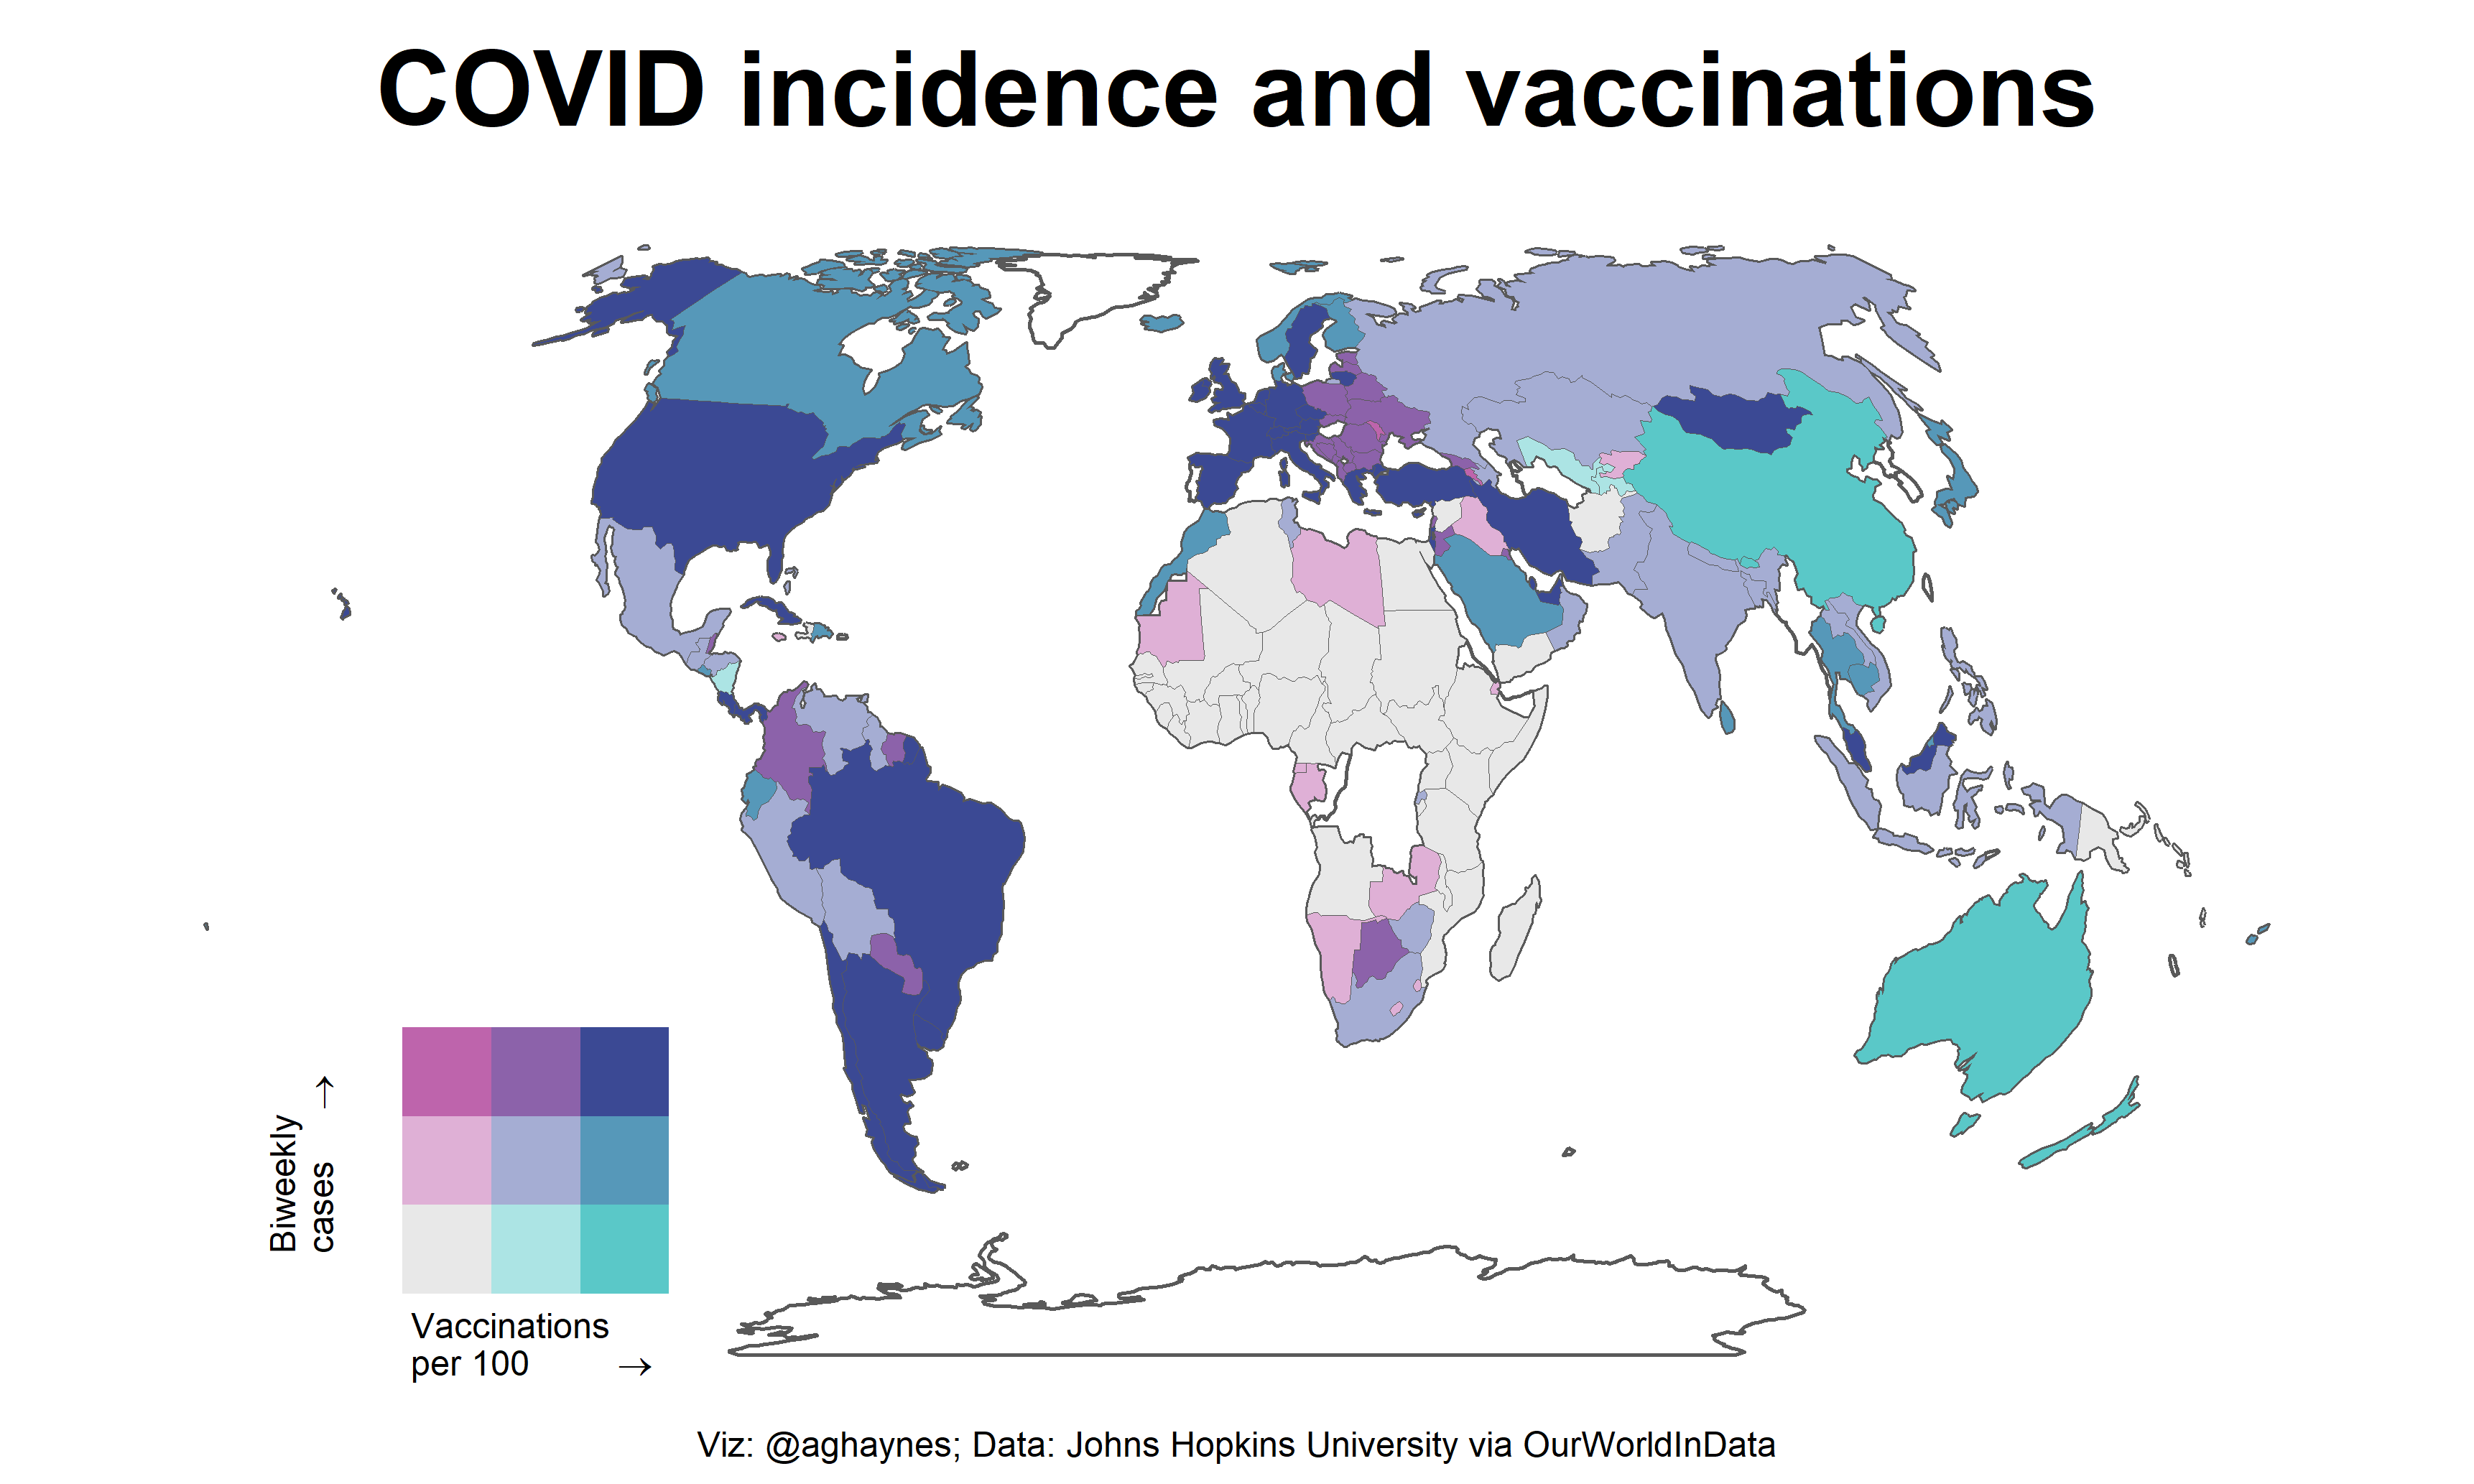 COVID incidence and vaccinations
Biweekly
cases →
Vaccinations
per 100 →
Viz: @aghaynes; Data: Johns Hopkins University via OurWorldInData